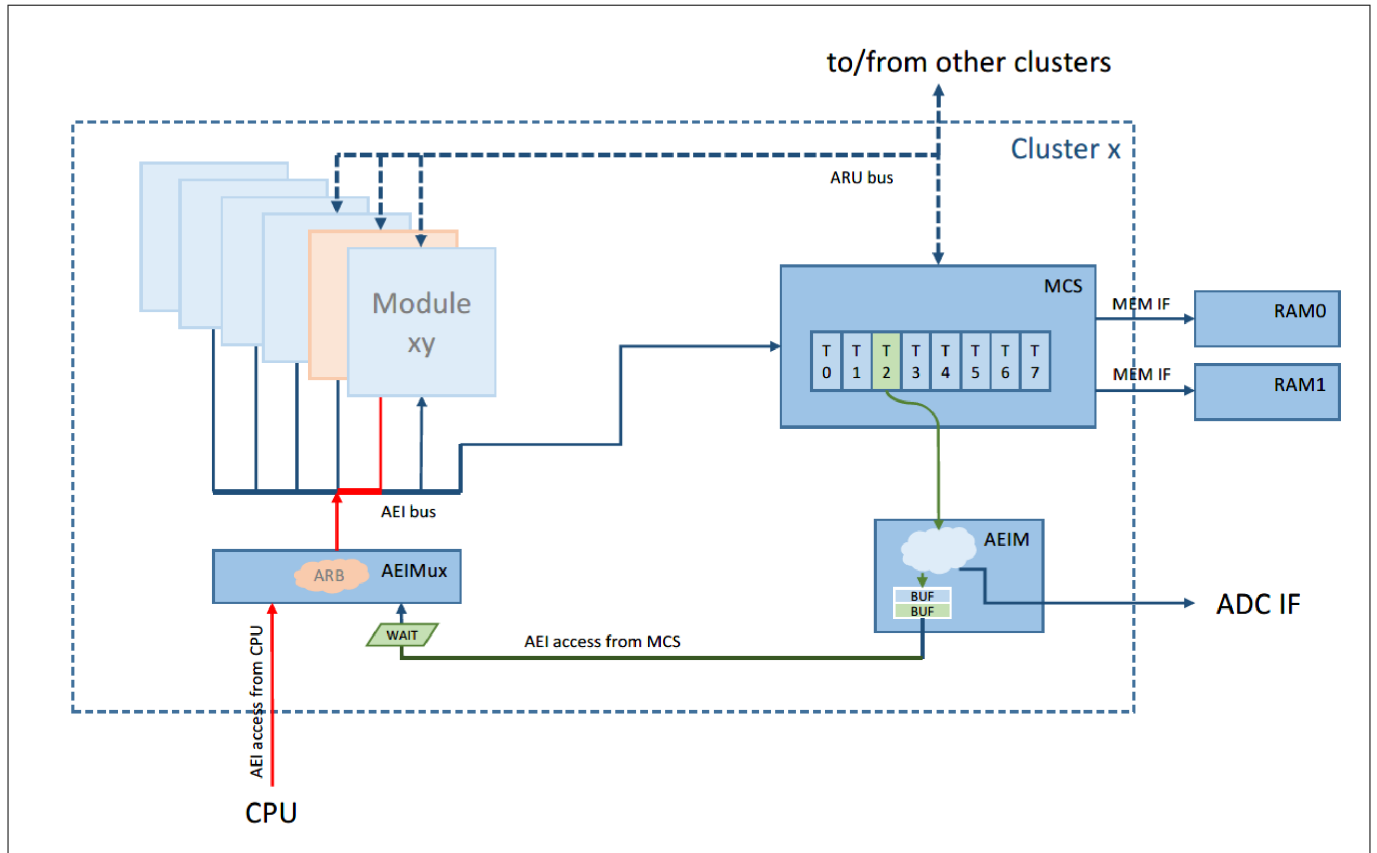 to/from other clusters
Cluster x
ARU bus
Module
xy
MCS
T T T T T T T T
0 1 2 3 4 5 6 7
MEM IF
RAM0
MEM IF
RAM1
AEI bus
ARB
AEIMux
AEIM
BUF
BUF
ADC IF
WAIT
AEI access from MCS
AEI access from CPU
CPU